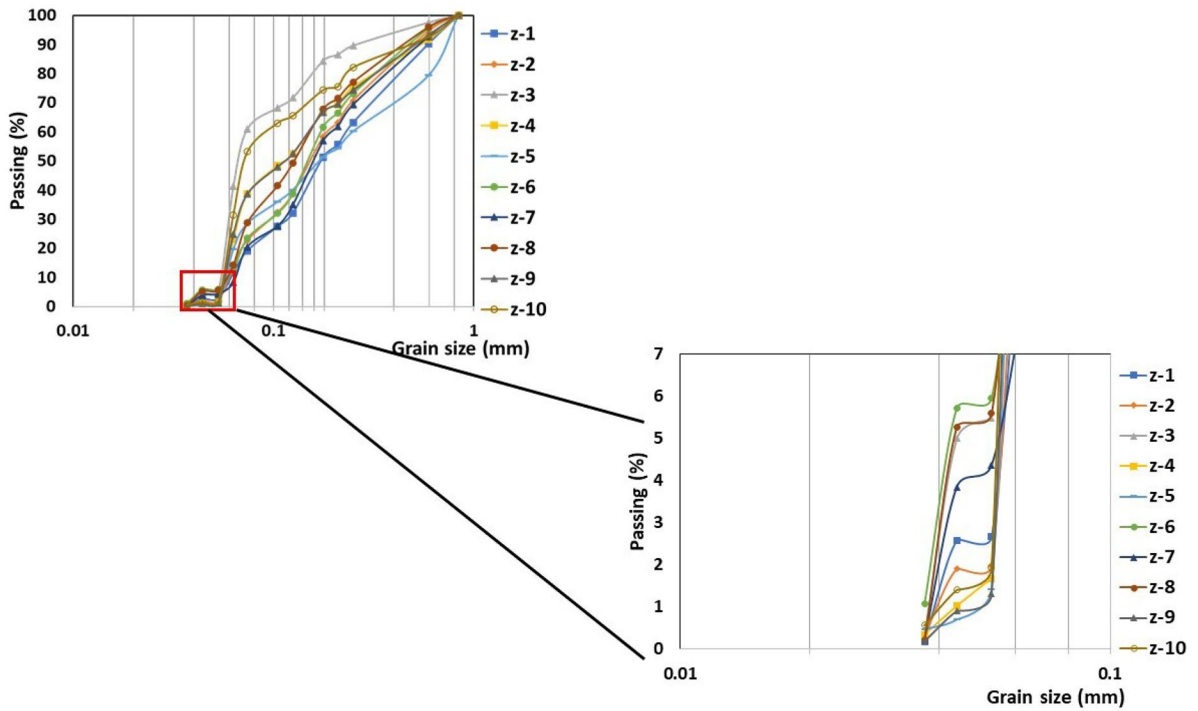 100
90
80
70
60
50
40
30
20
10
0
Passing (%)
0.01
0.1
1
Grain size (mm)
z-1
z-2
z-3
z-4
z-5
z-6
z-7
z-8
z-9
z-10
7
6
5
4
3
2
1
0
Passing (%)
0.01
0.1
Grain size (mm)
z-1
z-2
z-3
z-4
z-5
z-6
z-7
z-8
z-9
z-10